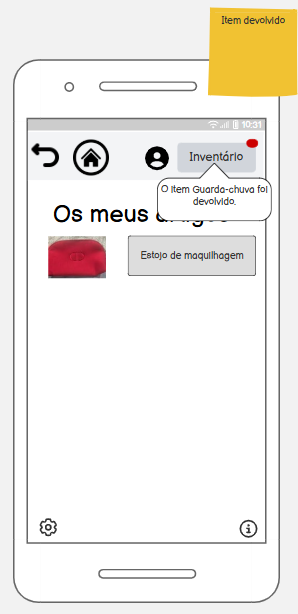 Item devolvido
10:31
Inventário
O item Guarda-chuva foi
devolvido.
Os meus
Estojo de maquilhagem